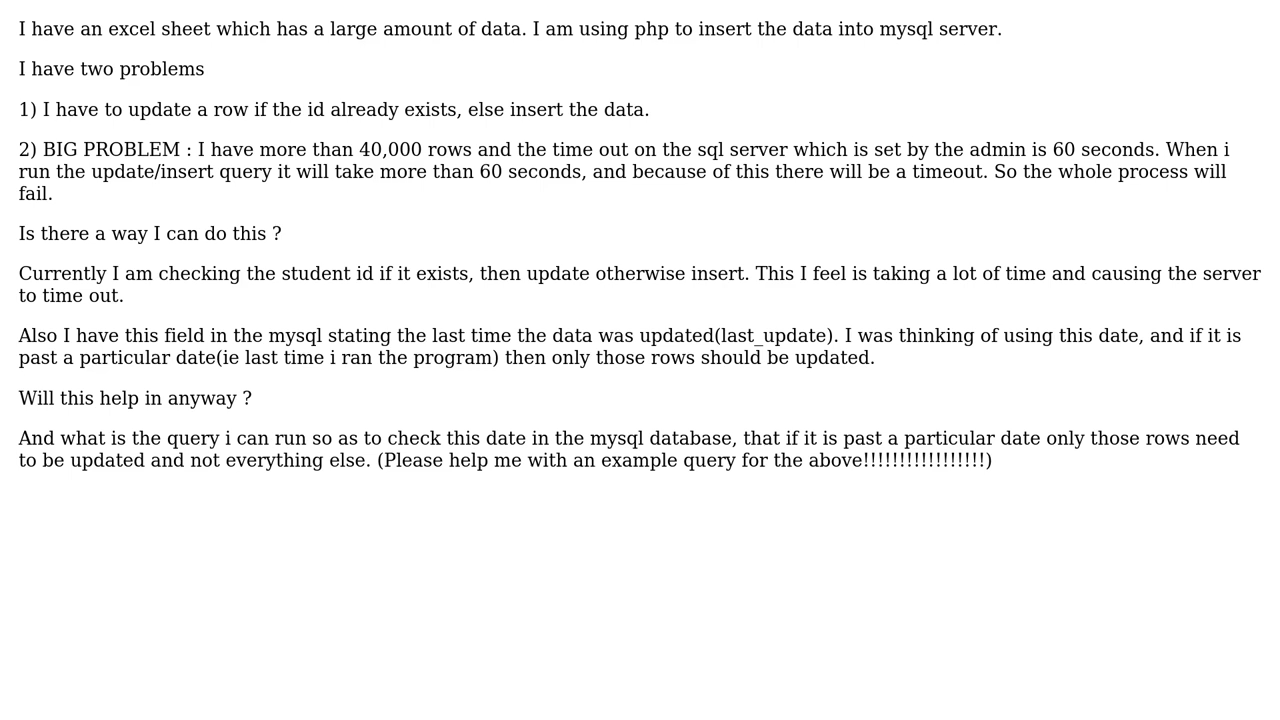 I have an excel sheet which has a large amount of data. I am using php to insert the data into mysql server.
I have two problems
1) I have to update a row if the id already exists, else insert the data.
2) BIG PROBLEM : I have more than 40,000 rows and the time out on the sql server which is set by the admin is 60 seconds. When i
run the update/insert query it will take more than 60 seconds, and because of this there will be a timeout. So the whole process will
fail.
Is there a way I can do this ?
Currently I am checking the student id if it exists, then update otherwise insert. This I feel is taking a lot of time and causing the server
to time out.
Also I have this field in the mysql stating the last time the data was updated(last_update). I was thinking of using this date, and if it is
past a particular date(ie last time i ran the program) then only those rows should be updated.
Will this help in anyway ?
And what is the query i can run so as to check this date in the mysql database, that if it is past a particular date only those rows need
to be updated and not everything else. (Please help me with an example query for the above!!!!!!!!!!!!!!!!!)